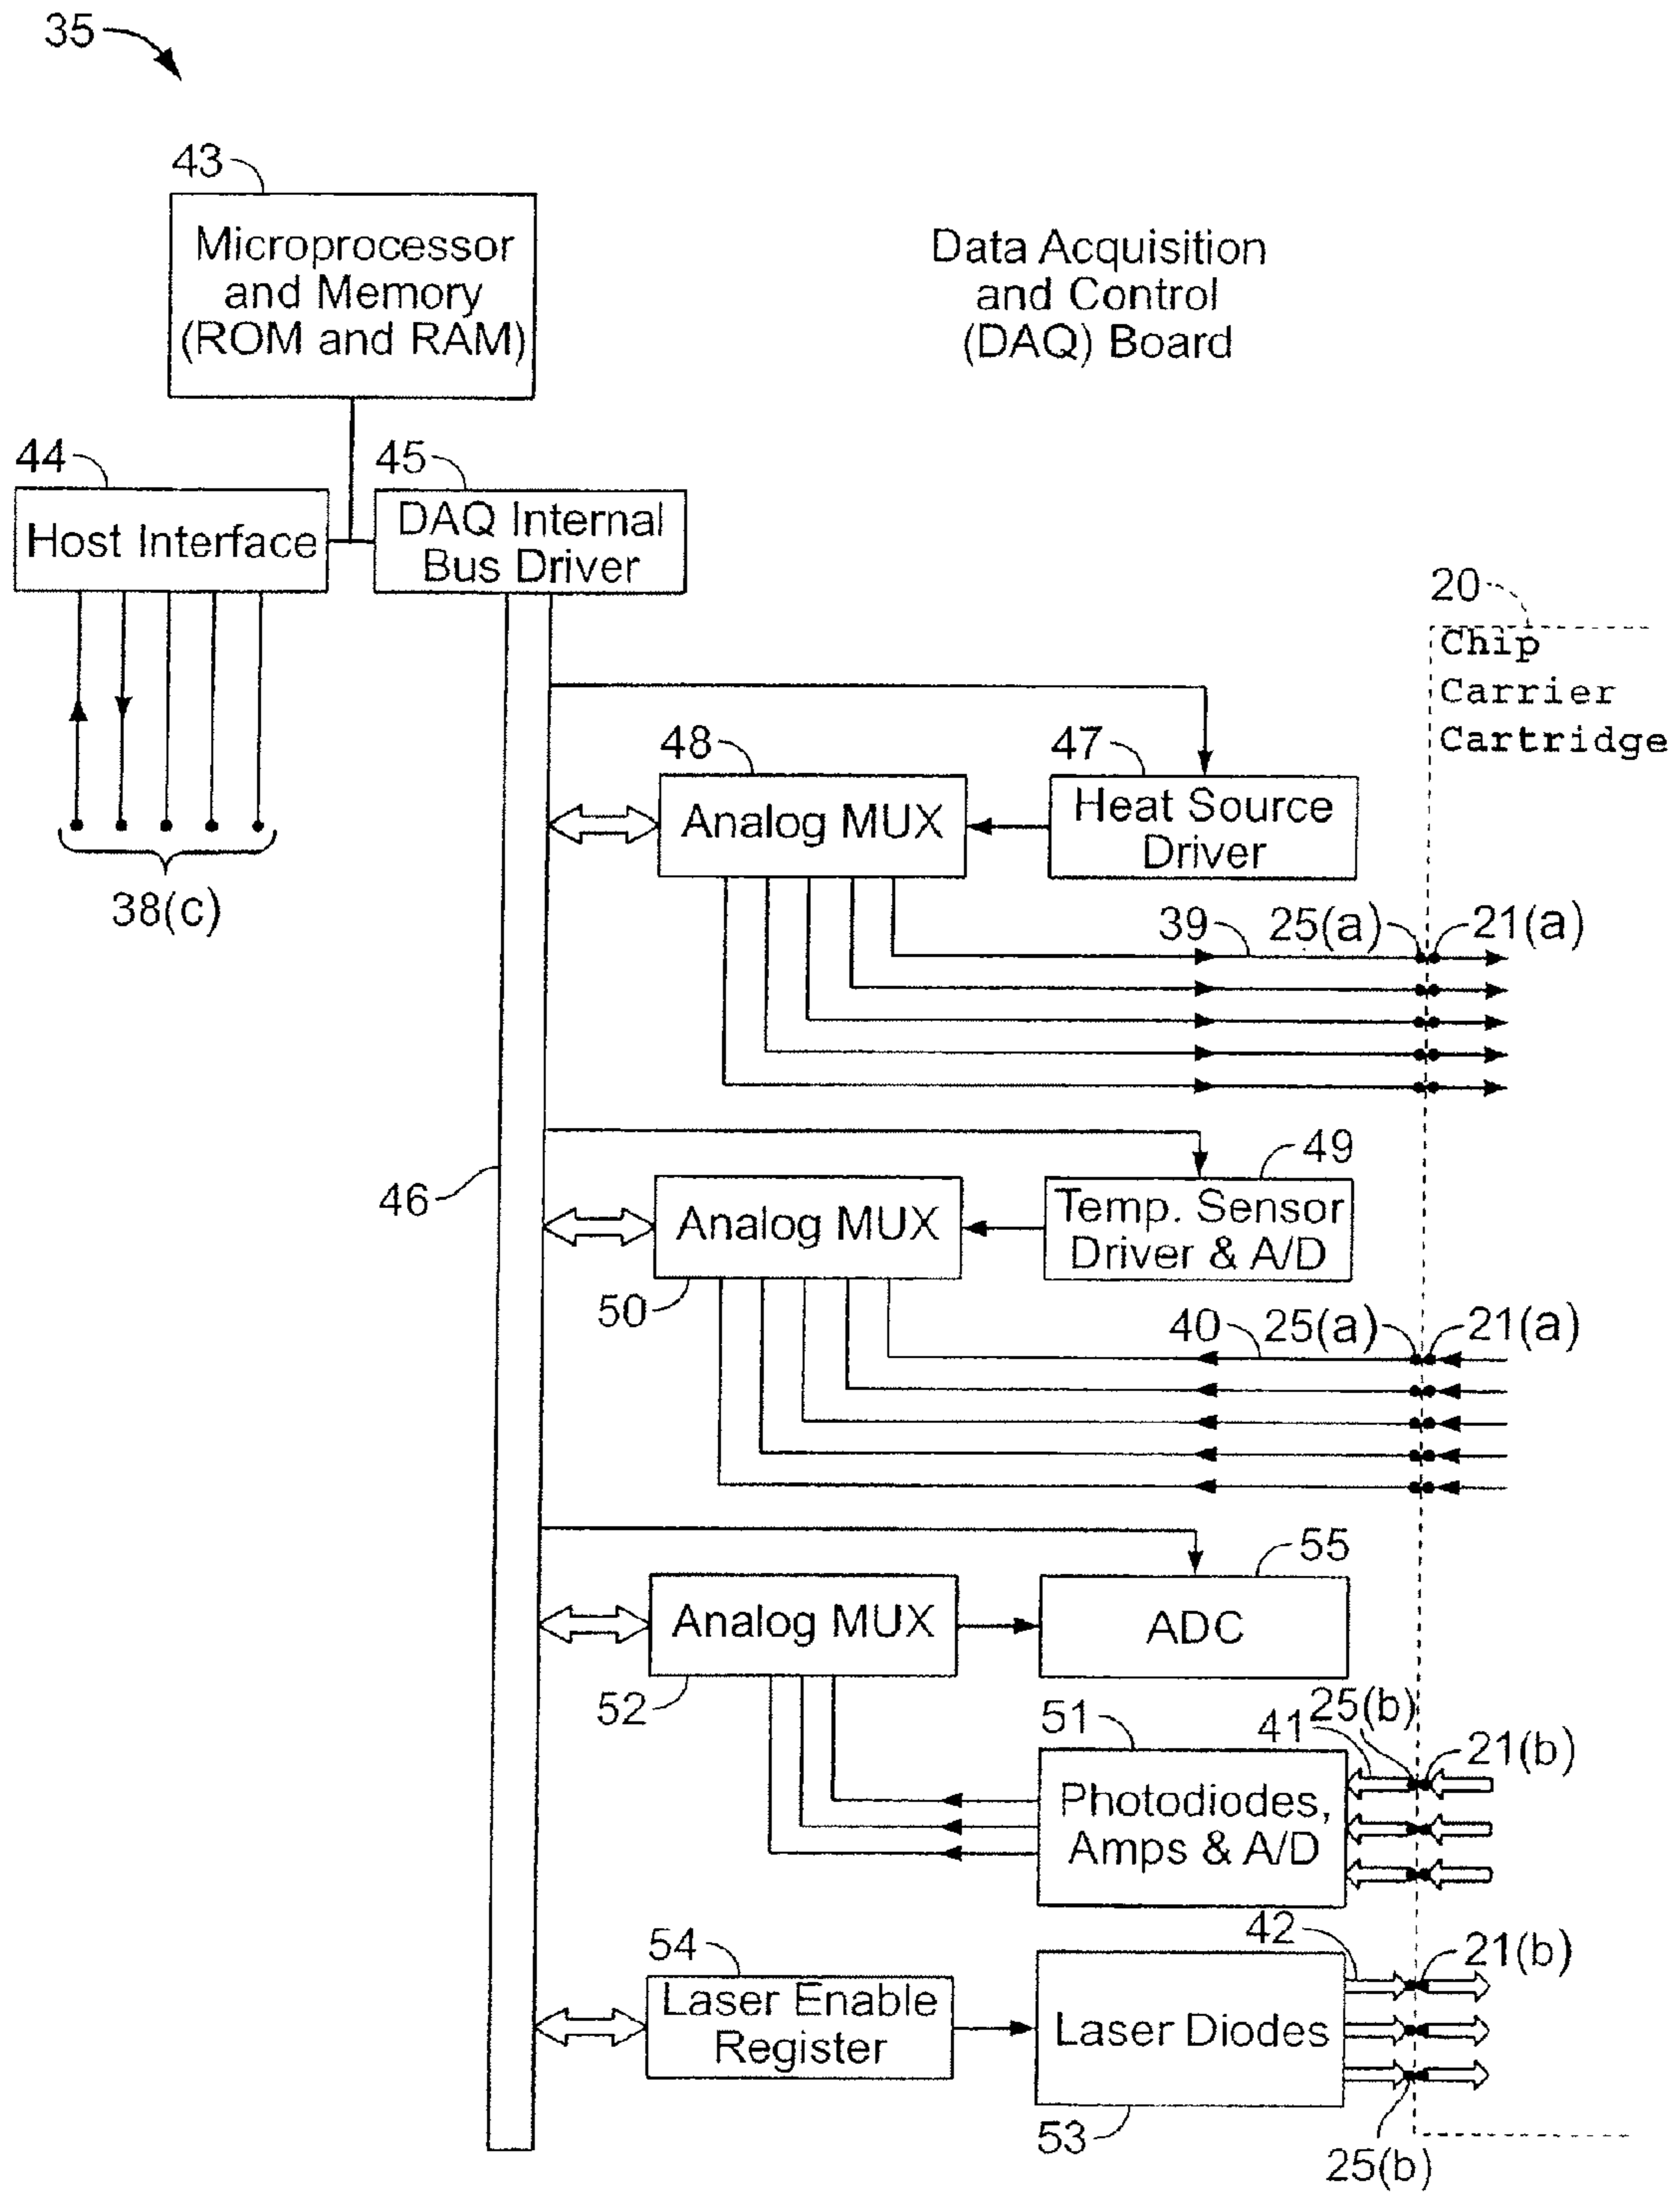 35
43
Microprocessor
and Memory
(ROM and RAM)
Data Acquisition
and Control
(DAQ) Board
44
Host Interface
45
DAQ Internal
Bus Driver
38(c)
20
Chip
Carrier
Cartridge
48
Analog MUX
47
Heat Source
Driver
39
25(a)
21(a)
46
Analog MUX
50
49
Temp. Sensor
Driver & A/D
40
25(a)
21(a)
Analog MUX
52
55
ADC
51
Photodiodes,
Amps & A/D
41
25(b)
21(b)
54
Laser Enable
Register
Laser Diodes
53
42
21(b)
25(b)